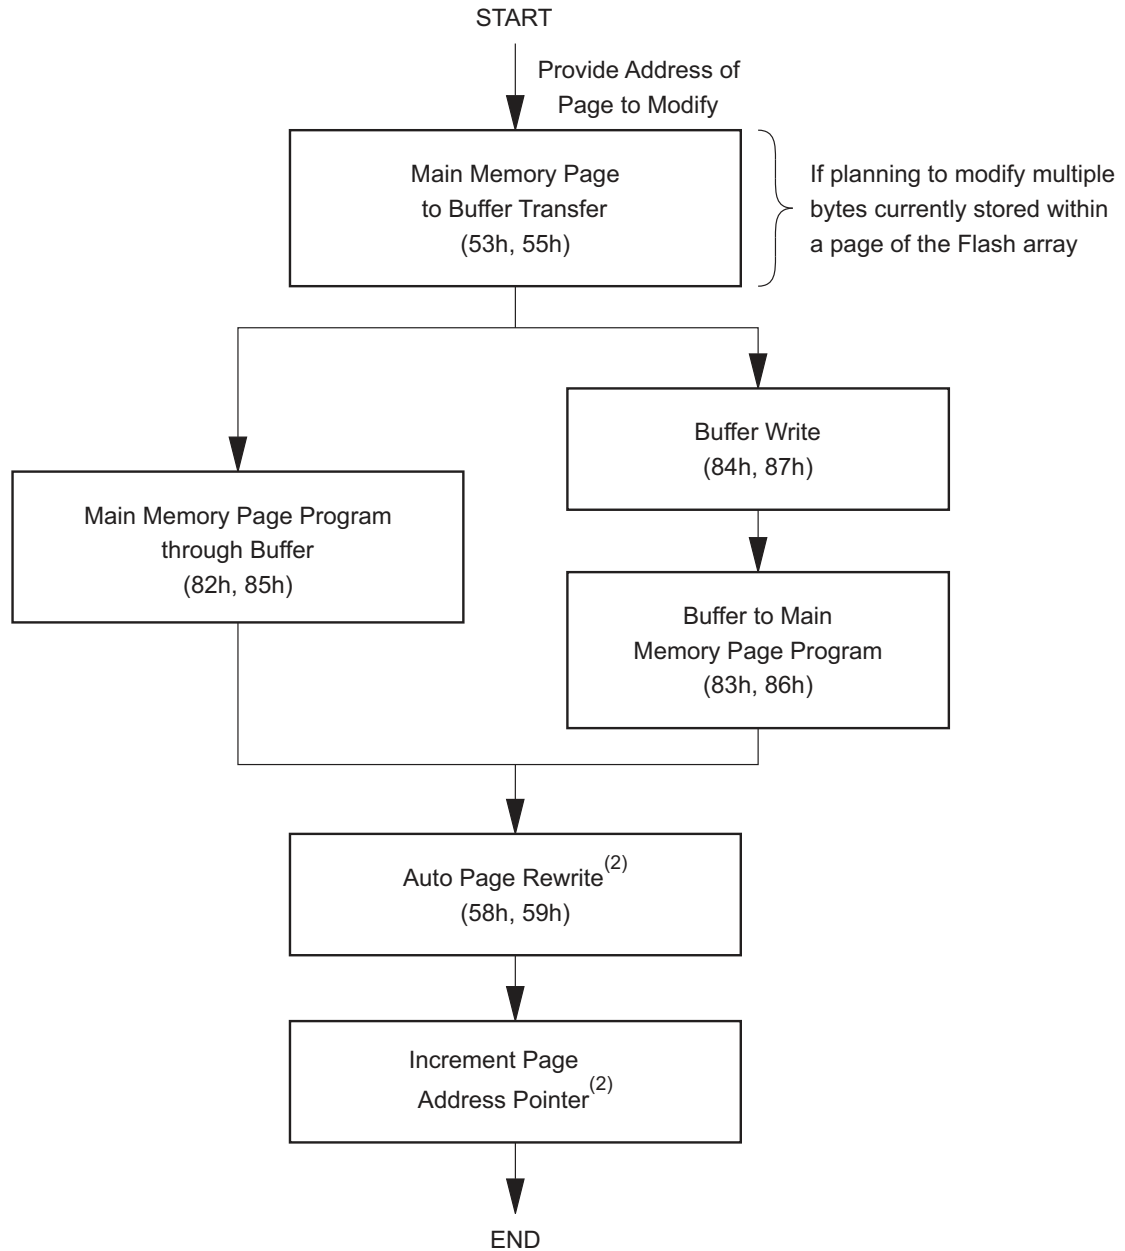 START
Provide Address of
Page to Modify
Main Memory Page
to Buffer Transfer
(53h, 55h)
If planning to modify multiple
bytes currently stored within
a page of the Flash array
Buffer Write
(84h, 87h)
Main Memory Page Program
through Buffer
(82h, 85h)
Buffer to Main
Memory Page Program
(83h, 86h)
Auto Page Rewrite(2)
(58h, 59h)
Increment Page
Address Pointer(2)
END